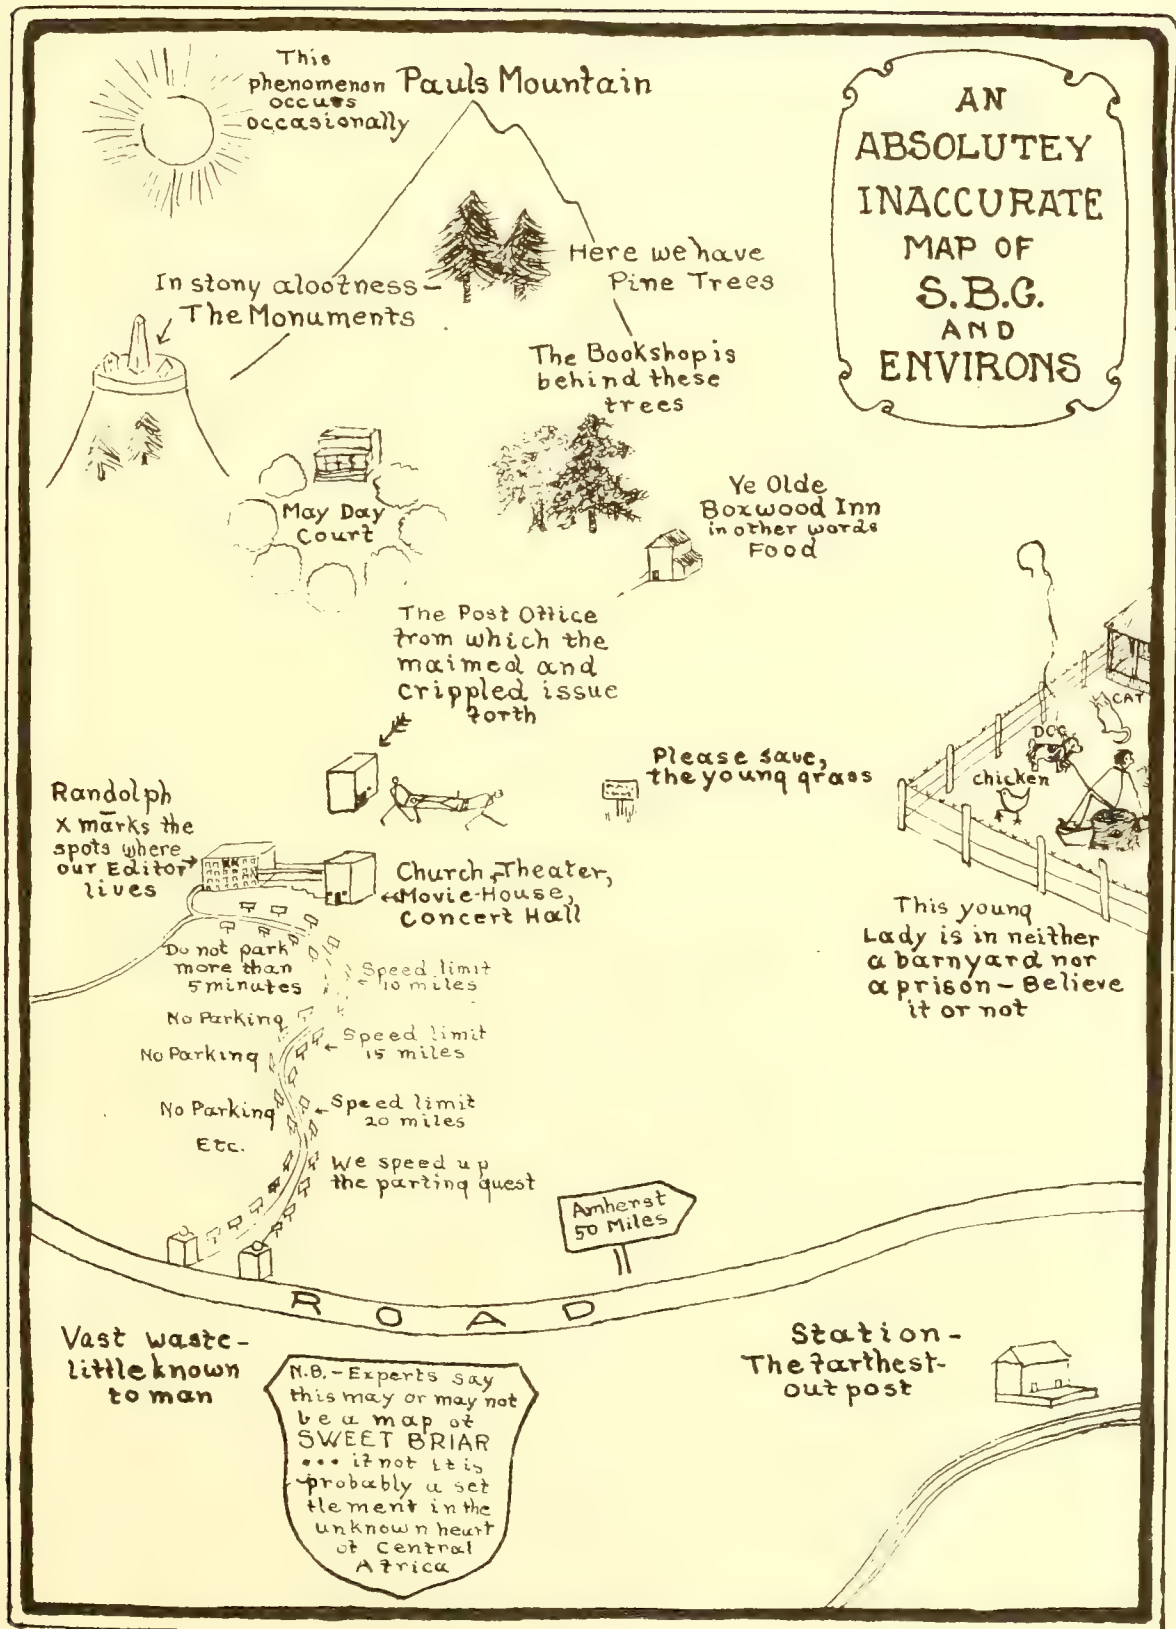 This
phenomenon
occurs
occasionally
Pauls Mountain
AN
ABSOLUTEY
INACCURATE
MAP OF
S.B.C.
AND
ENVIRONS
In stony aloofness –
The Monuments
Here we have
Pine Trees
The Bookshop is
behind these
trees
May Day
Court
Ye Olde
Boxwood Inn
in other words
Food
The Post Office
from which the
maimed and
crippled issue
forth
CAT
DOG
chicken
Please save,
the young grass
Randolph
X marks the
spots where
our Editor
lives
Church, Theater,
Movie-House,
Concert Hall
This young
Lady is in neither
a barnyard nor
a prison – Believe
it or not
Do not park
more than
5 minutes
Speed limit
10 miles
No Parking
Speed limit
15 miles
No Parking
No Parking
Speed limit
20 miles
Etc.
We speed up
the parting guest
Amherst
50 Miles
ROAD
Vast waste –
little known
to man
Station –
The farthest-
out post
N.B. – Experts say
this may or may not
be a map of
SWEET BRIAR
... if not it is
probably a set
tlement in the
unknown heart
of Central
Africa